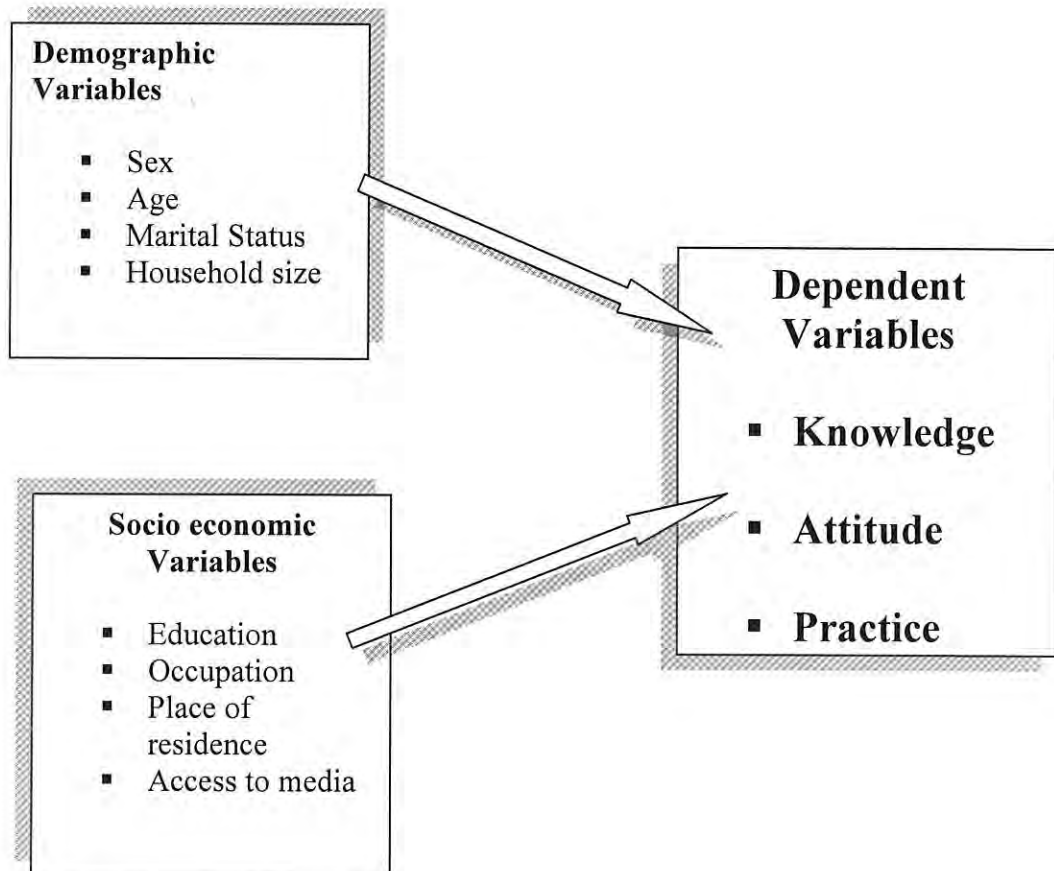 Demographic
Variables
▪ Sex
▪ Age
▪ Marital Status
▪ Household size
Socio economic
Variables
▪ Education
▪ Occupation
▪ Place of
residence
▪ Access to media
Dependent
Variables
▪ Knowledge
▪ Attitude
▪ Practice